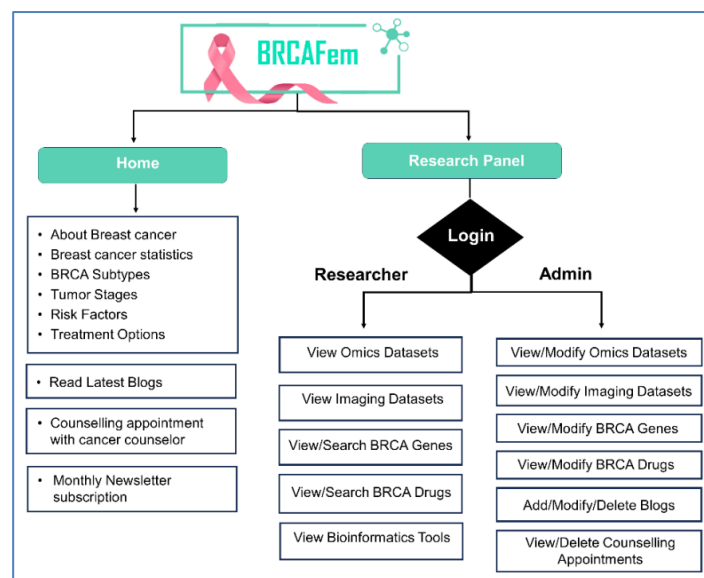 BRCAFem
Home
Research Panel
• About Breast cancer
• Breast cancer statistics
• BRCA Subtypes
• Tumor Stages
• Risk Factors
• Treatment Options
• Read Latest Blogs
• Counselling appointment
with cancer counselor
• Monthly Newsletter
subscription
Login
Researcher
Admin
View Omics Datasets
View Imaging Datasets
View/Search BRCA Genes
View/Search BRCA Drugs
View Bioinformatics Tools
View/Modify Omics Datasets
View/Modify Imaging Datasets
View/Modify BRCA Genes
View/Modify BRCA Drugs
Add/Modify/Delete Blogs
View/Delete Counselling
Appointments